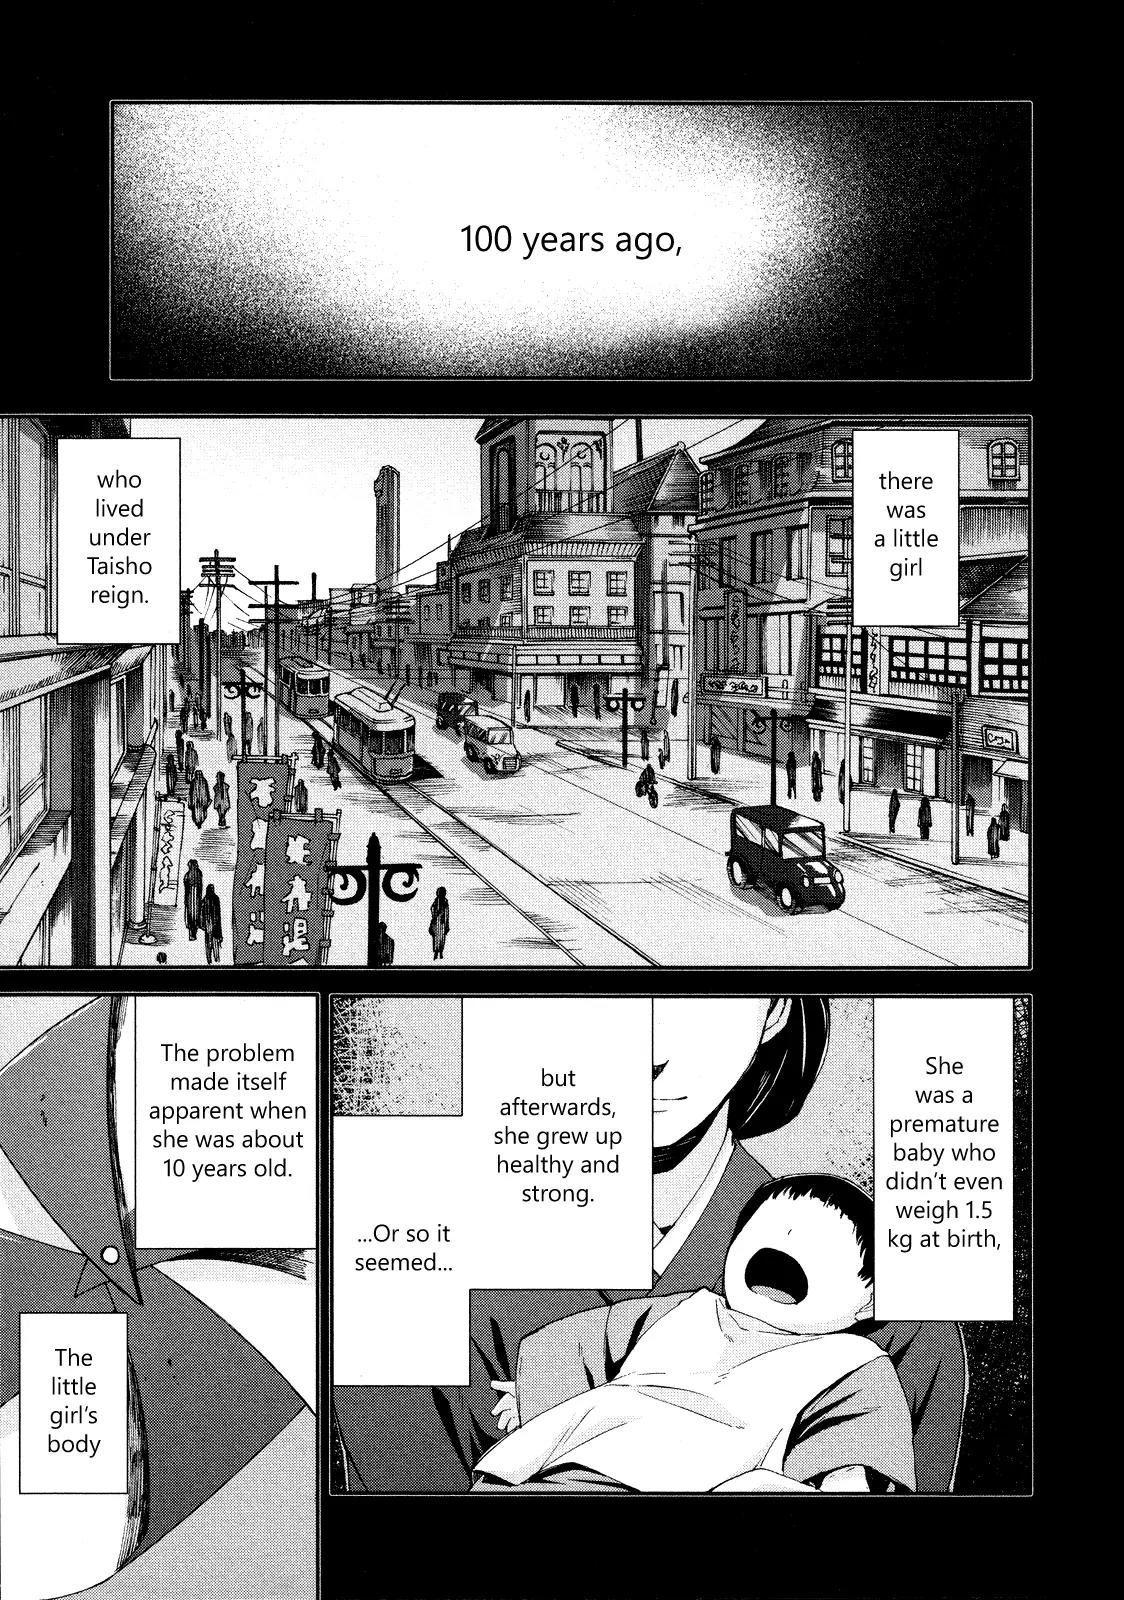 100 years ago,
there
was
a little
girl
who
lived
under
Taisho
reign.
She
was a
premature
baby who
didn't even
weigh 1.5
kg at birth,
but
afterwards,
she grew up
healthy and
strong.
...Or so it
seemed...
The problem
made itself
apparent when
she was about
10 years old.
The
little
girl's
body